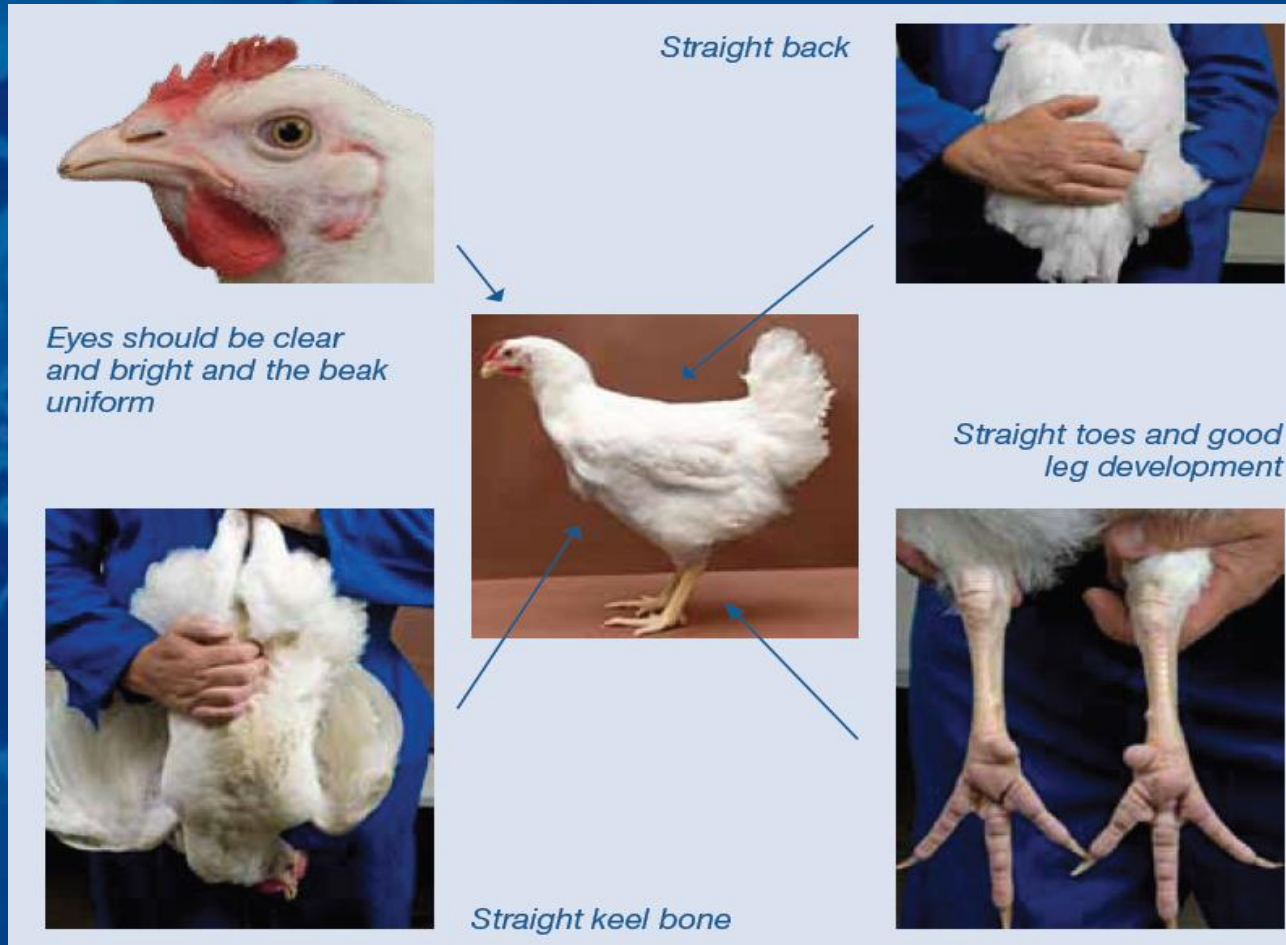 Straight back
Eyes should be clear
and bright and the beak
uniform
Straight toes and good
leg development
Straight keel bone